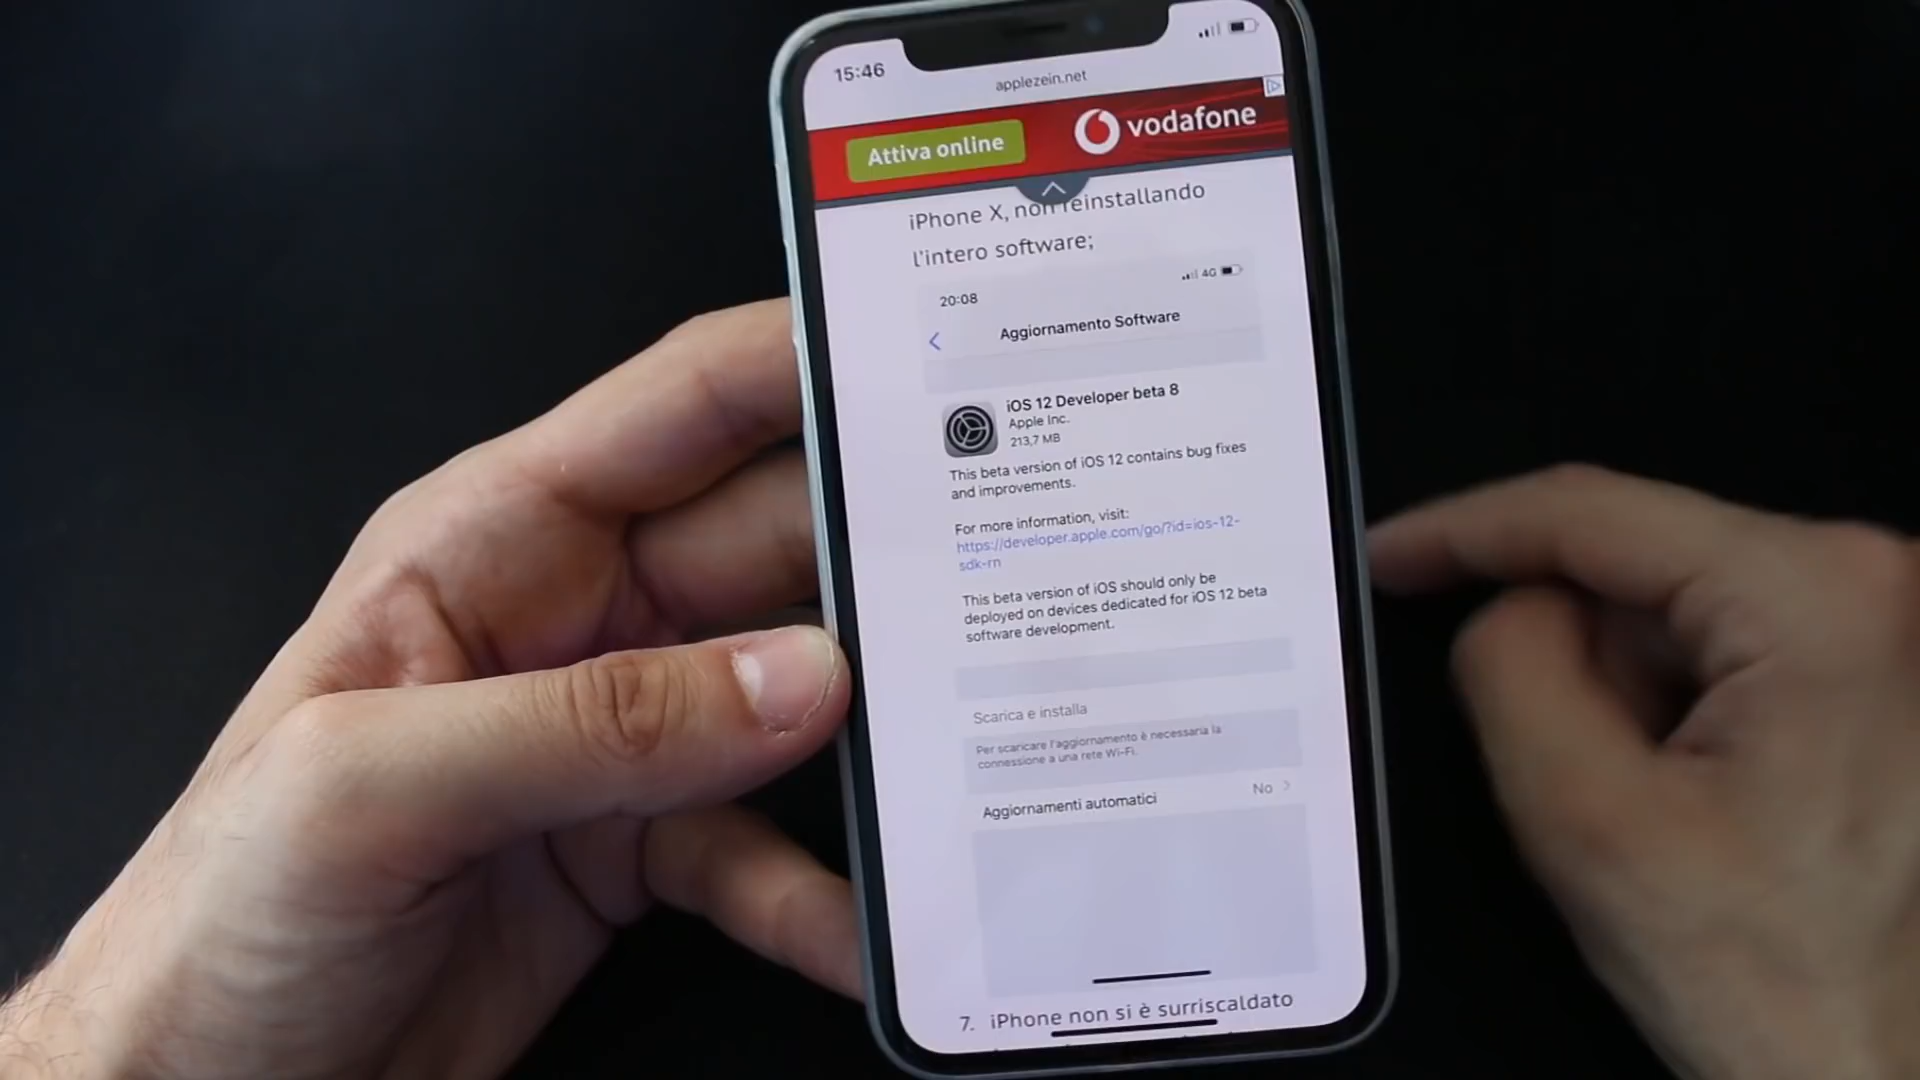 15:46
applezein.net
Attiva online
vodafone
iPhone X, non reinstallando
l'intero software;
20:08
4G
Aggiornamento Software
iOS 12 Developer beta 8
Apple Inc.
213,7 MB
This beta version of iOS 12 contains bug fixes
and improvements.
For more information, visit:
https://developer.apple.com/go/?id=ios-12-
sdk-rn
This beta version of iOS should only be
deployed on devices dedicated for iOS 12 beta
software development.
Scarica e installa
Per scaricare l'aggiornamento è necessaria la
connessione a una rete Wi-Fi.
Aggiornamenti automatici No
7. iPhone non si è surriscaldato